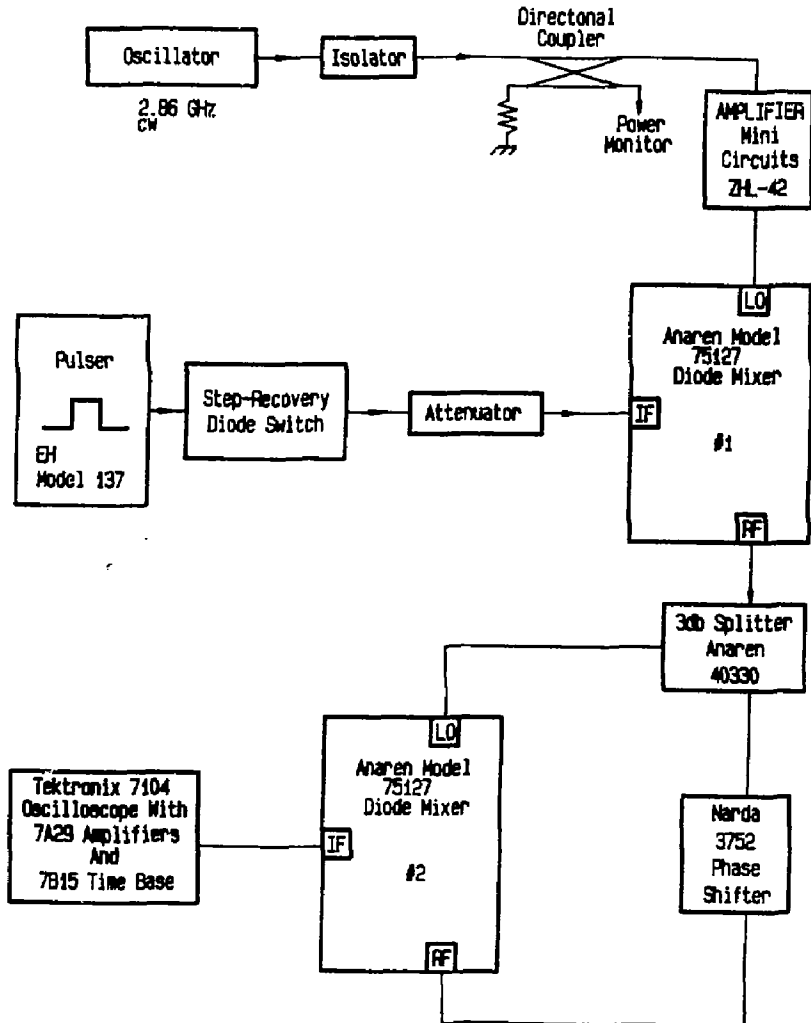 Directional
Coupler
Oscillator
Isolator
2.86 GHz
CW
Power
Monitor
AMPLIFIER
Mini
Circuits
ZHL-42
LO
Pulser
EH
Model 137
Step-Recovery
Diode Switch
Attenuator
IF
Anaren Model
75127
Diode Mixer
#1
RF
3db Splitter
Anaren
40330
LO
Anaren Model
75127
Diode Mixer
#2
IF
RF
Tektronix 7104
Oscilloscope With
7A29 Amplifiers
And
7B15 Time Base
Narda
3752
Phase
Shifter